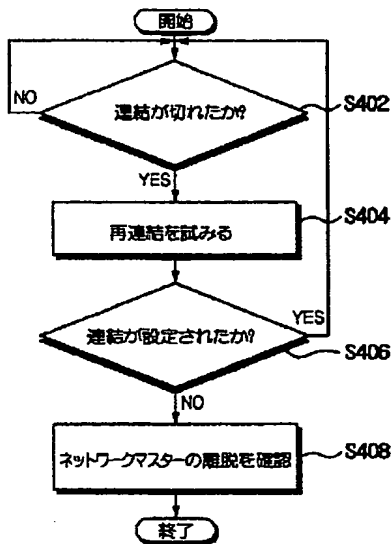 開始
NO
連結が切れたか?
S402
YES
再連結を試みる
S404
連結が設定されたか?
YES
S406
NO
ネットワークマスターの離脱を確認
S408
終了